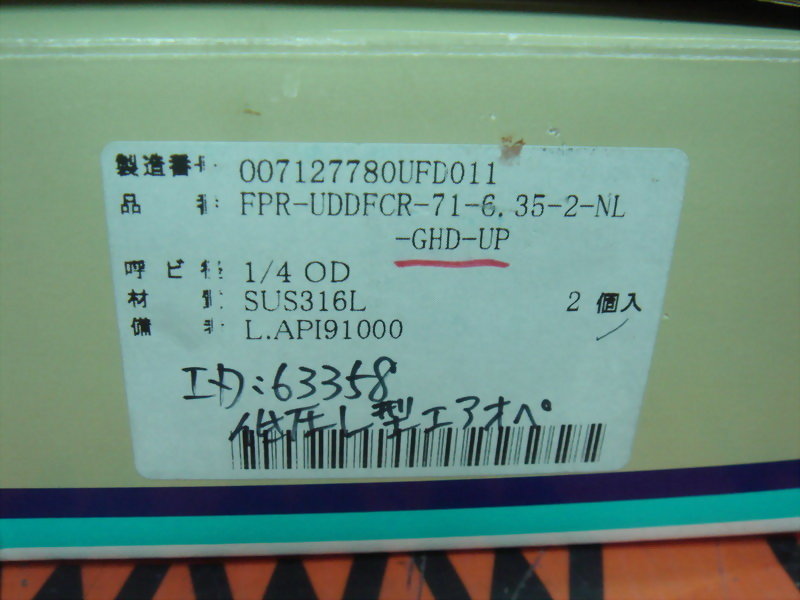 製造番号 007127780UFD011
品番 FPR-UDDFCR-71-6.35-2-NL
-GHD-UP
呼ビ径 1/4 OD
材質 SUS316L 2 個入
備考 L.API91000
エD:63358
低圧L型エアオペ